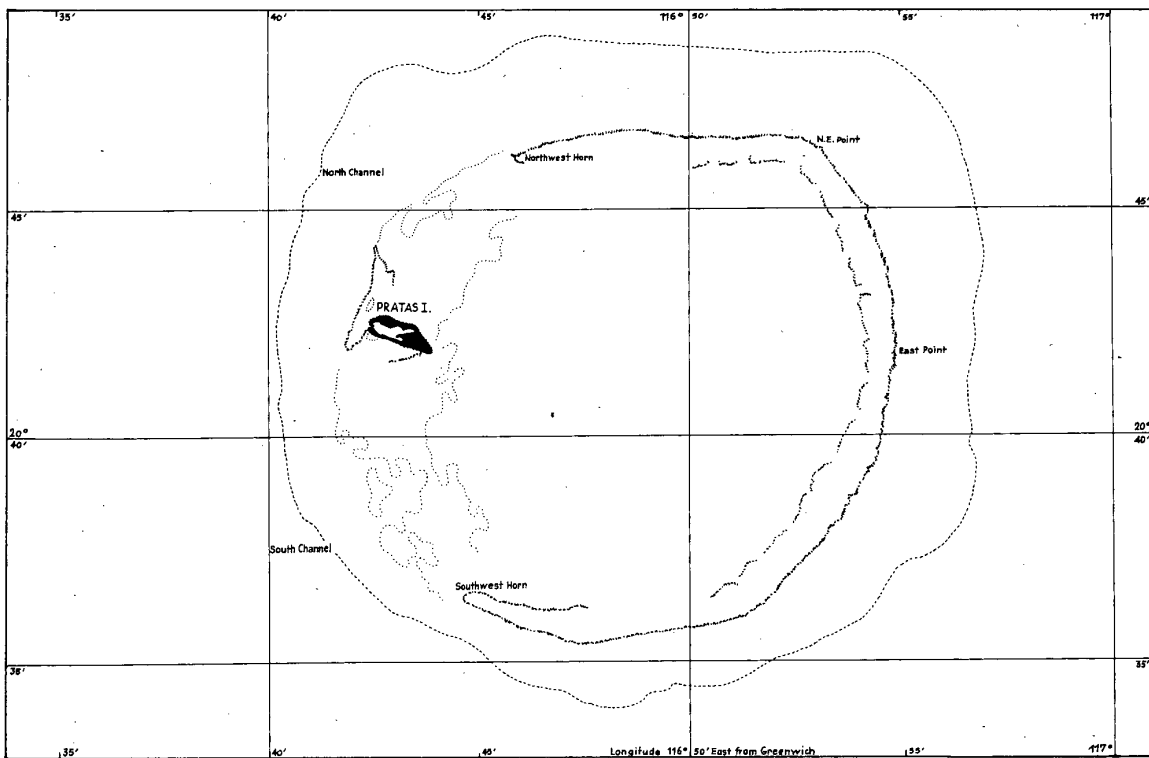 35'
40'
45'
116° 50'
55'
117°
N.E. Point
Northwest Horn
North Channel
45'
45'
PRATAS I.
East Point
20°
40'
20°
40'
South Channel
Southwest Horn
35'
35'
35'
40'
45'
Longitude 116° 50' East from Greenwich
55'
117°